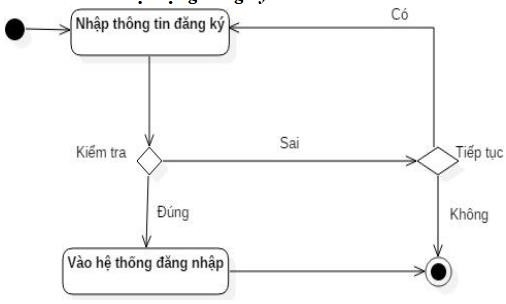 Nhập thông tin đăng ký
Có
Kiểm tra
Sai
Tiếp tục
Đúng
Không
Vào hệ thống đăng nhập